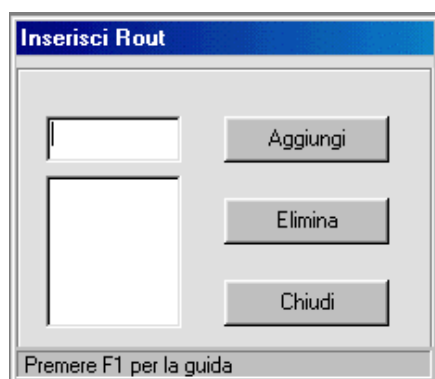 Inserisci Rout
Aggiungi
Elimina
Chiudi
Premere F1 per la guida